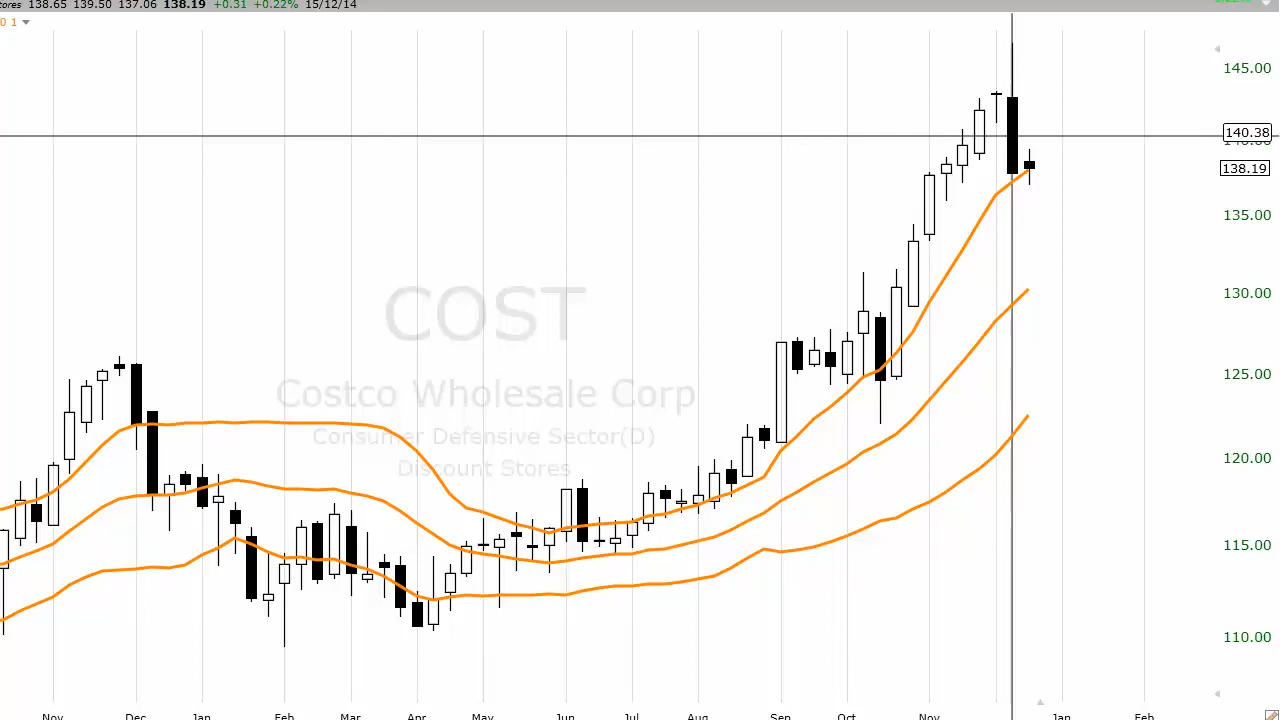 tores 138.65 139.50 137.06 138.19 +0.31 +0.22% 15/12/14
0 1
145.00
140.38
138.19
135.00
130.00
COST
125.00
Costco Wholesale Corp
Consumer Defensive Sector(D)
120.00
Discount Stores
115.00
110.00
Nov Dec Jan Feb Mar Apr May Jun Jul Aug Sep Oct Nov Jan Feb